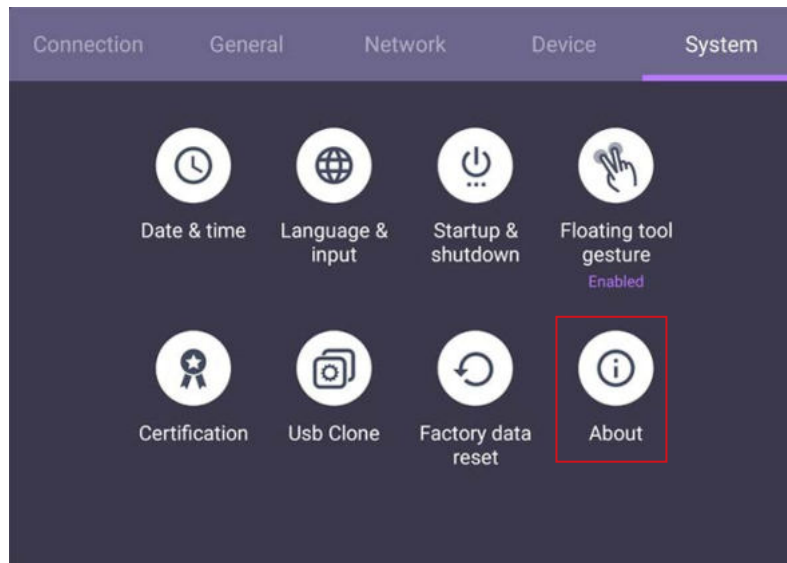 Connection General Network Device System
Date & time
Language &
input
Startup &
shutdown
Floating tool
gesture
Enabled
Certification
Usb Clone
Factory data
reset
About